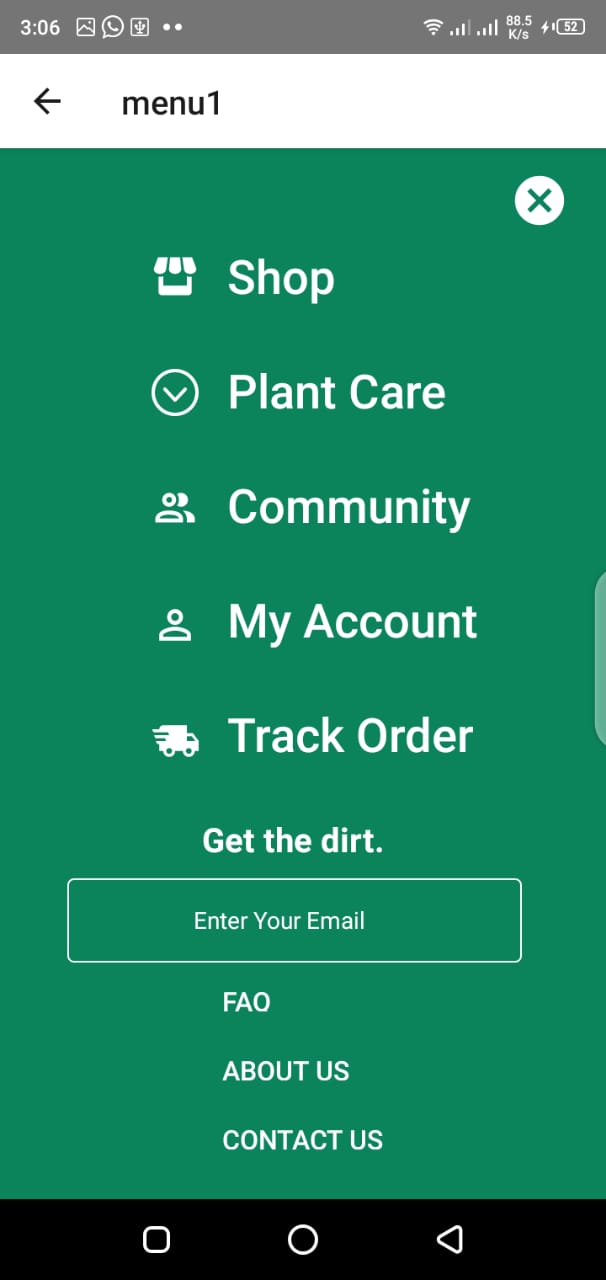 3:06
88.5
K/s
52
menu1
Shop
Plant Care
Community
My Account
Track Order
Get the dirt.
Enter Your Email
FAQ
ABOUT US
CONTACT US